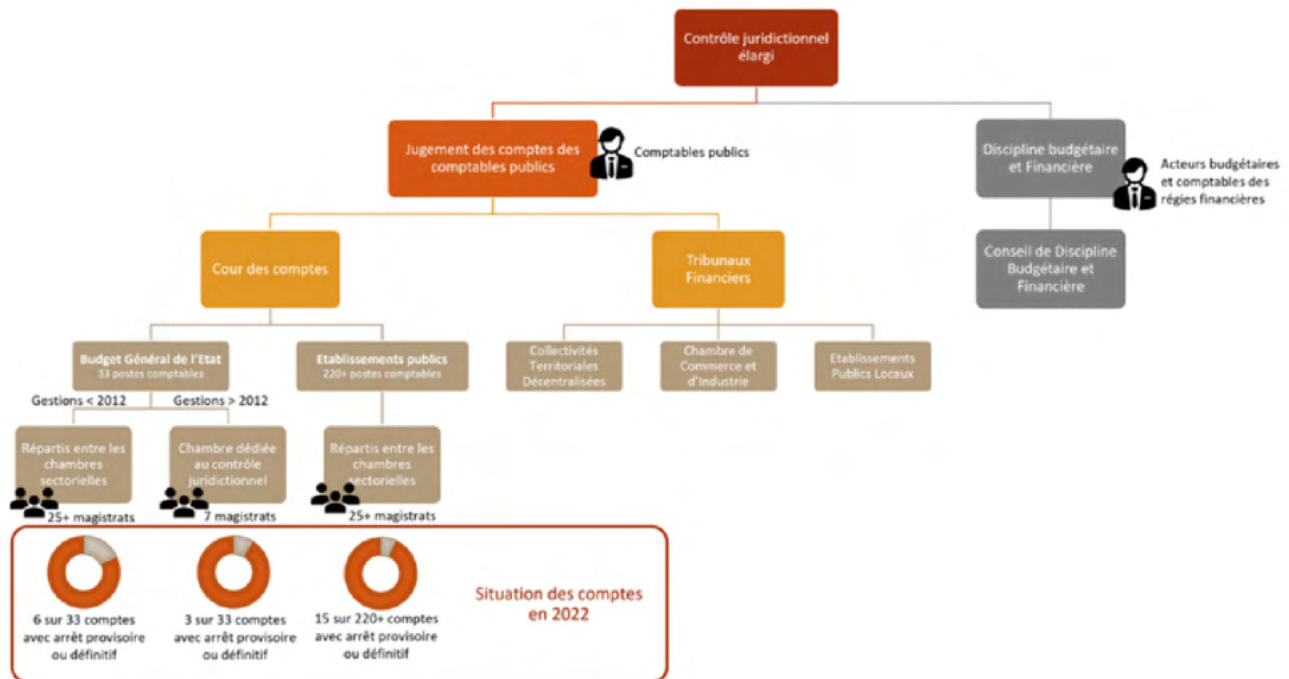 Contrôle juridictionnel
élargi
Jugement des comptes des
comptables publics
Comptables publics
Discipline budgétaire
et Financière
Acteurs budgétaires
et comptables des
régies financières
Cour des comptes
Tribunaux
Financiers
Conseil de Discipline
Budgétaire et
Financière
Budget Général de l'Etat
33 postes comptables
Etablissements publics
220+ postes comptables
Collectivités
Territoriales
Décentralisées
Chambre de
Commerce et
d'Industrie
Etablissements
Publics Locaux
Gestions < 2012
Gestions > 2012
Répartis entre les
chambres
sectorielles
Chambre dédiée
au contrôle
juridictionnel
Répartis entre les
chambres
sectorielles
25+ magistrats
7 magistrats
25+ magistrats
6 sur 33 comptes
avec arrêt provisoire
ou définitif
3 sur 33 comptes
avec arrêt provisoire
ou définitif
15 sur 220+ comptes
avec arrêt provisoire
ou définitif
Situation des comptes
en 2022